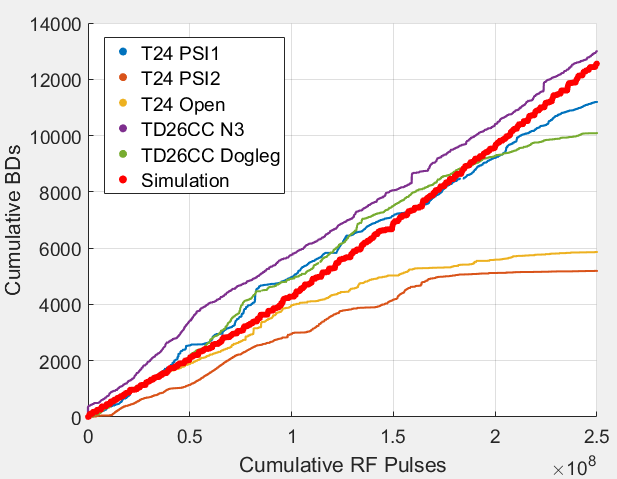 14000
12000
10000
8000
6000
4000
2000
0
Cumulative BDs
T24 PSI1
T24 PSI2
T24 Open
TD26CC N3
TD26CC Dogleg
Simulation
0 0.5 1 1.5 2 2.5
Cumulative RF Pulses
×10^8